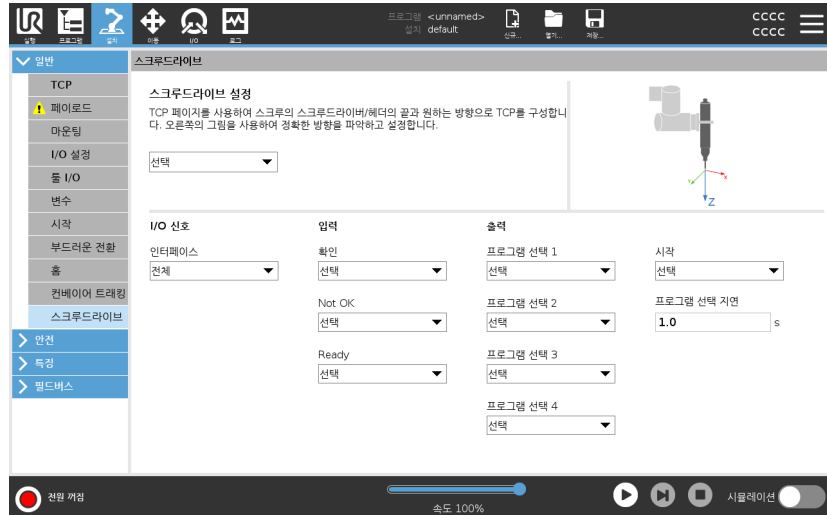 UR
프로그램 <unnamed>
설치 default
cccc
cccc
실행
프로그램
설치
이동
I/O
로그
신규...
열기...
저장...
일반
TCP
페이로드
마운팅
I/O 설정
툴 I/O
변수
시작
부드러운 전환
홈
컨베이어 트래킹
스크루드라이브
안전
특징
필드버스
스크루드라이브
스크루드라이브 설정
TCP 페이지를 사용하여 스크루의 스크루드라이버/헤더의 끝과 원하는 방향으로 TCP를 구성합니
다. 오른쪽의 그림을 사용하여 정확한 방향을 파악하고 설정합니다.
선택
Y
X
Z
I/O 신호
입력
출력
인터페이스
전체
확인
선택
Not OK
선택
Ready
선택
프로그램 선택 1
선택
프로그램 선택 2
선택
프로그램 선택 3
선택
프로그램 선택 4
선택
시작
선택
프로그램 선택 지연
1.0 s
전원 꺼짐
속도 100%
시뮬레이션